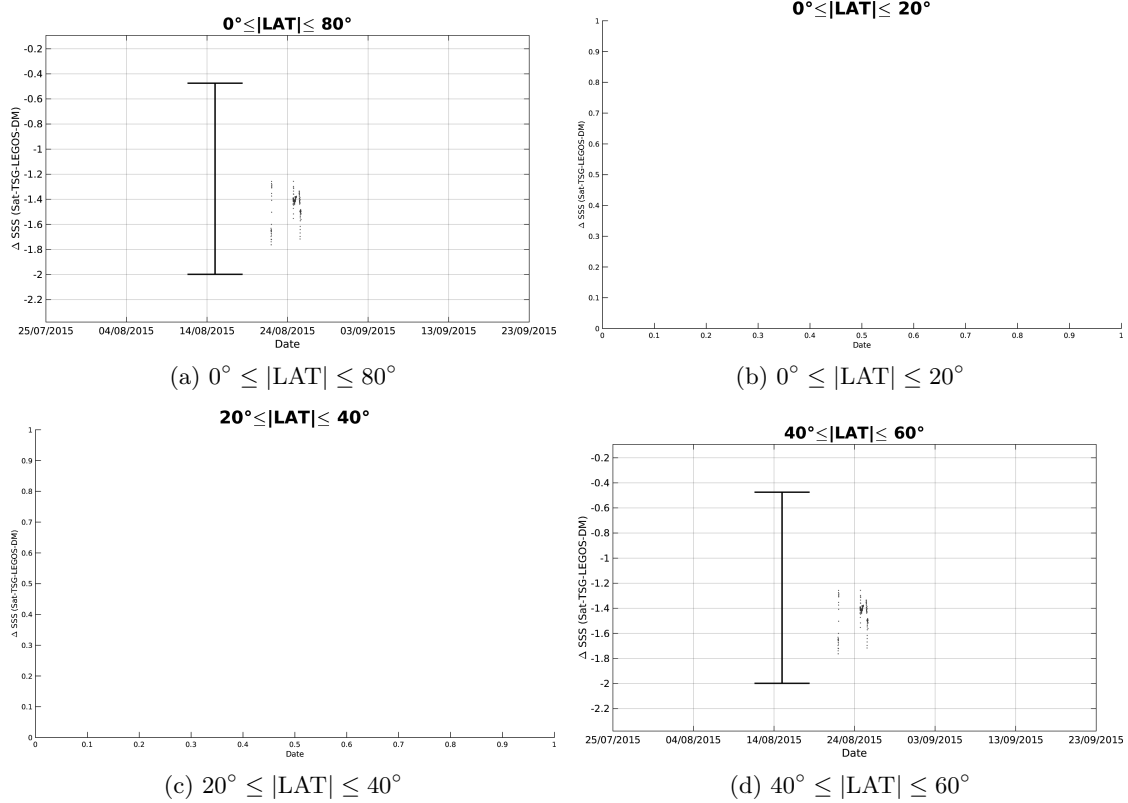 0°≤|LAT|≤ 80°
Δ SSS (Sat-TSG-LEGOS-DM)
-0.2
-0.4
-0.6
-0.8
-1
-1.2
-1.4
-1.6
-1.8
-2
-2.2
25/07/2015 04/08/2015 14/08/2015 24/08/2015 03/09/2015 13/09/2015 23/09/2015
Date
(a) 0° ≤ |LAT| ≤ 80°
0°≤|LAT|≤ 20°
Δ SSS (Sat-TSG-LEGOS-DM)
1
0.9
0.8
0.7
0.6
0.5
0.4
0.3
0.2
0.1
0
0 0.1 0.2 0.3 0.4 0.5 0.6 0.7 0.8 0.9 1
Date
(b) 0° ≤ |LAT| ≤ 20°
20°≤|LAT|≤ 40°
Δ SSS (Sat-TSG-LEGOS-DM)
1
0.9
0.8
0.7
0.6
0.5
0.4
0.3
0.2
0.1
0
0 0.1 0.2 0.3 0.4 0.5 0.6 0.7 0.8 0.9 1
Date
(c) 20° ≤ |LAT| ≤ 40°
40°≤|LAT|≤ 60°
Δ SSS (Sat-TSG-LEGOS-DM)
-0.2
-0.4
-0.6
-0.8
-1
-1.2
-1.4
-1.6
-1.8
-2
-2.2
25/07/2015 04/08/2015 14/08/2015 24/08/2015 03/09/2015 13/09/2015 23/09/2015
Date
(d) 40° ≤ |LAT| ≤ 60°